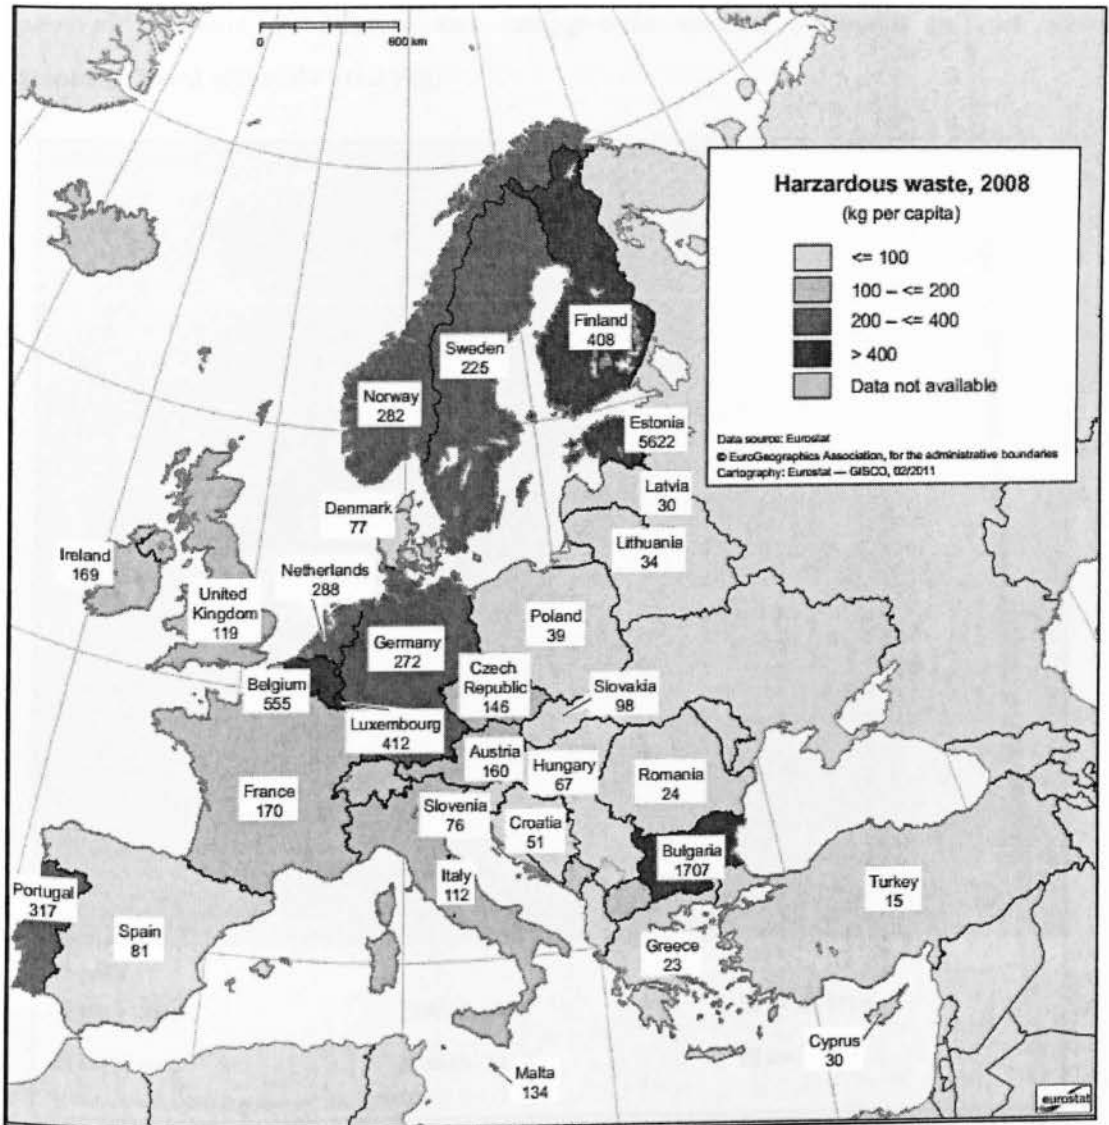 0
600 km
Harzardous waste, 2008
(kg per capita)
<= 100
100 – <= 200
200 – <= 400
> 400
Data not available
Data source: Eurostat
© EuroGeographics Association, for the administrative boundaries
Cartography: Eurostat — GISCO, 02/2011
Finland
408
Sweden
225
Norway
282
Estonia
5622
Latvia
30
Denmark
77
Lithuania
34
Ireland
169
Netherlands
288
United
Kingdom
119
Poland
39
Germany
272
Czech
Republic
146
Slovakia
98
Belgium
555
Luxembourg
412
Austria
160
Hungary
67
Romania
24
France
170
Slovenia
76
Croatia
51
Bulgaria
1707
Italy
112
Turkey
15
Portugal
317
Spain
81
Greece
23
Cyprus
30
Malta
134
eurostat